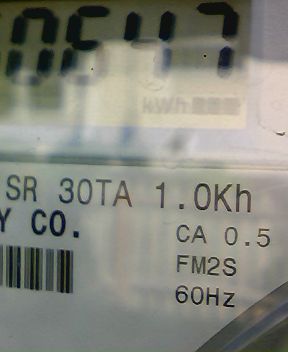 0547
kWh
SR 30TA 1.0Kh
Y CO.
CA 0.5
FM2S
60Hz